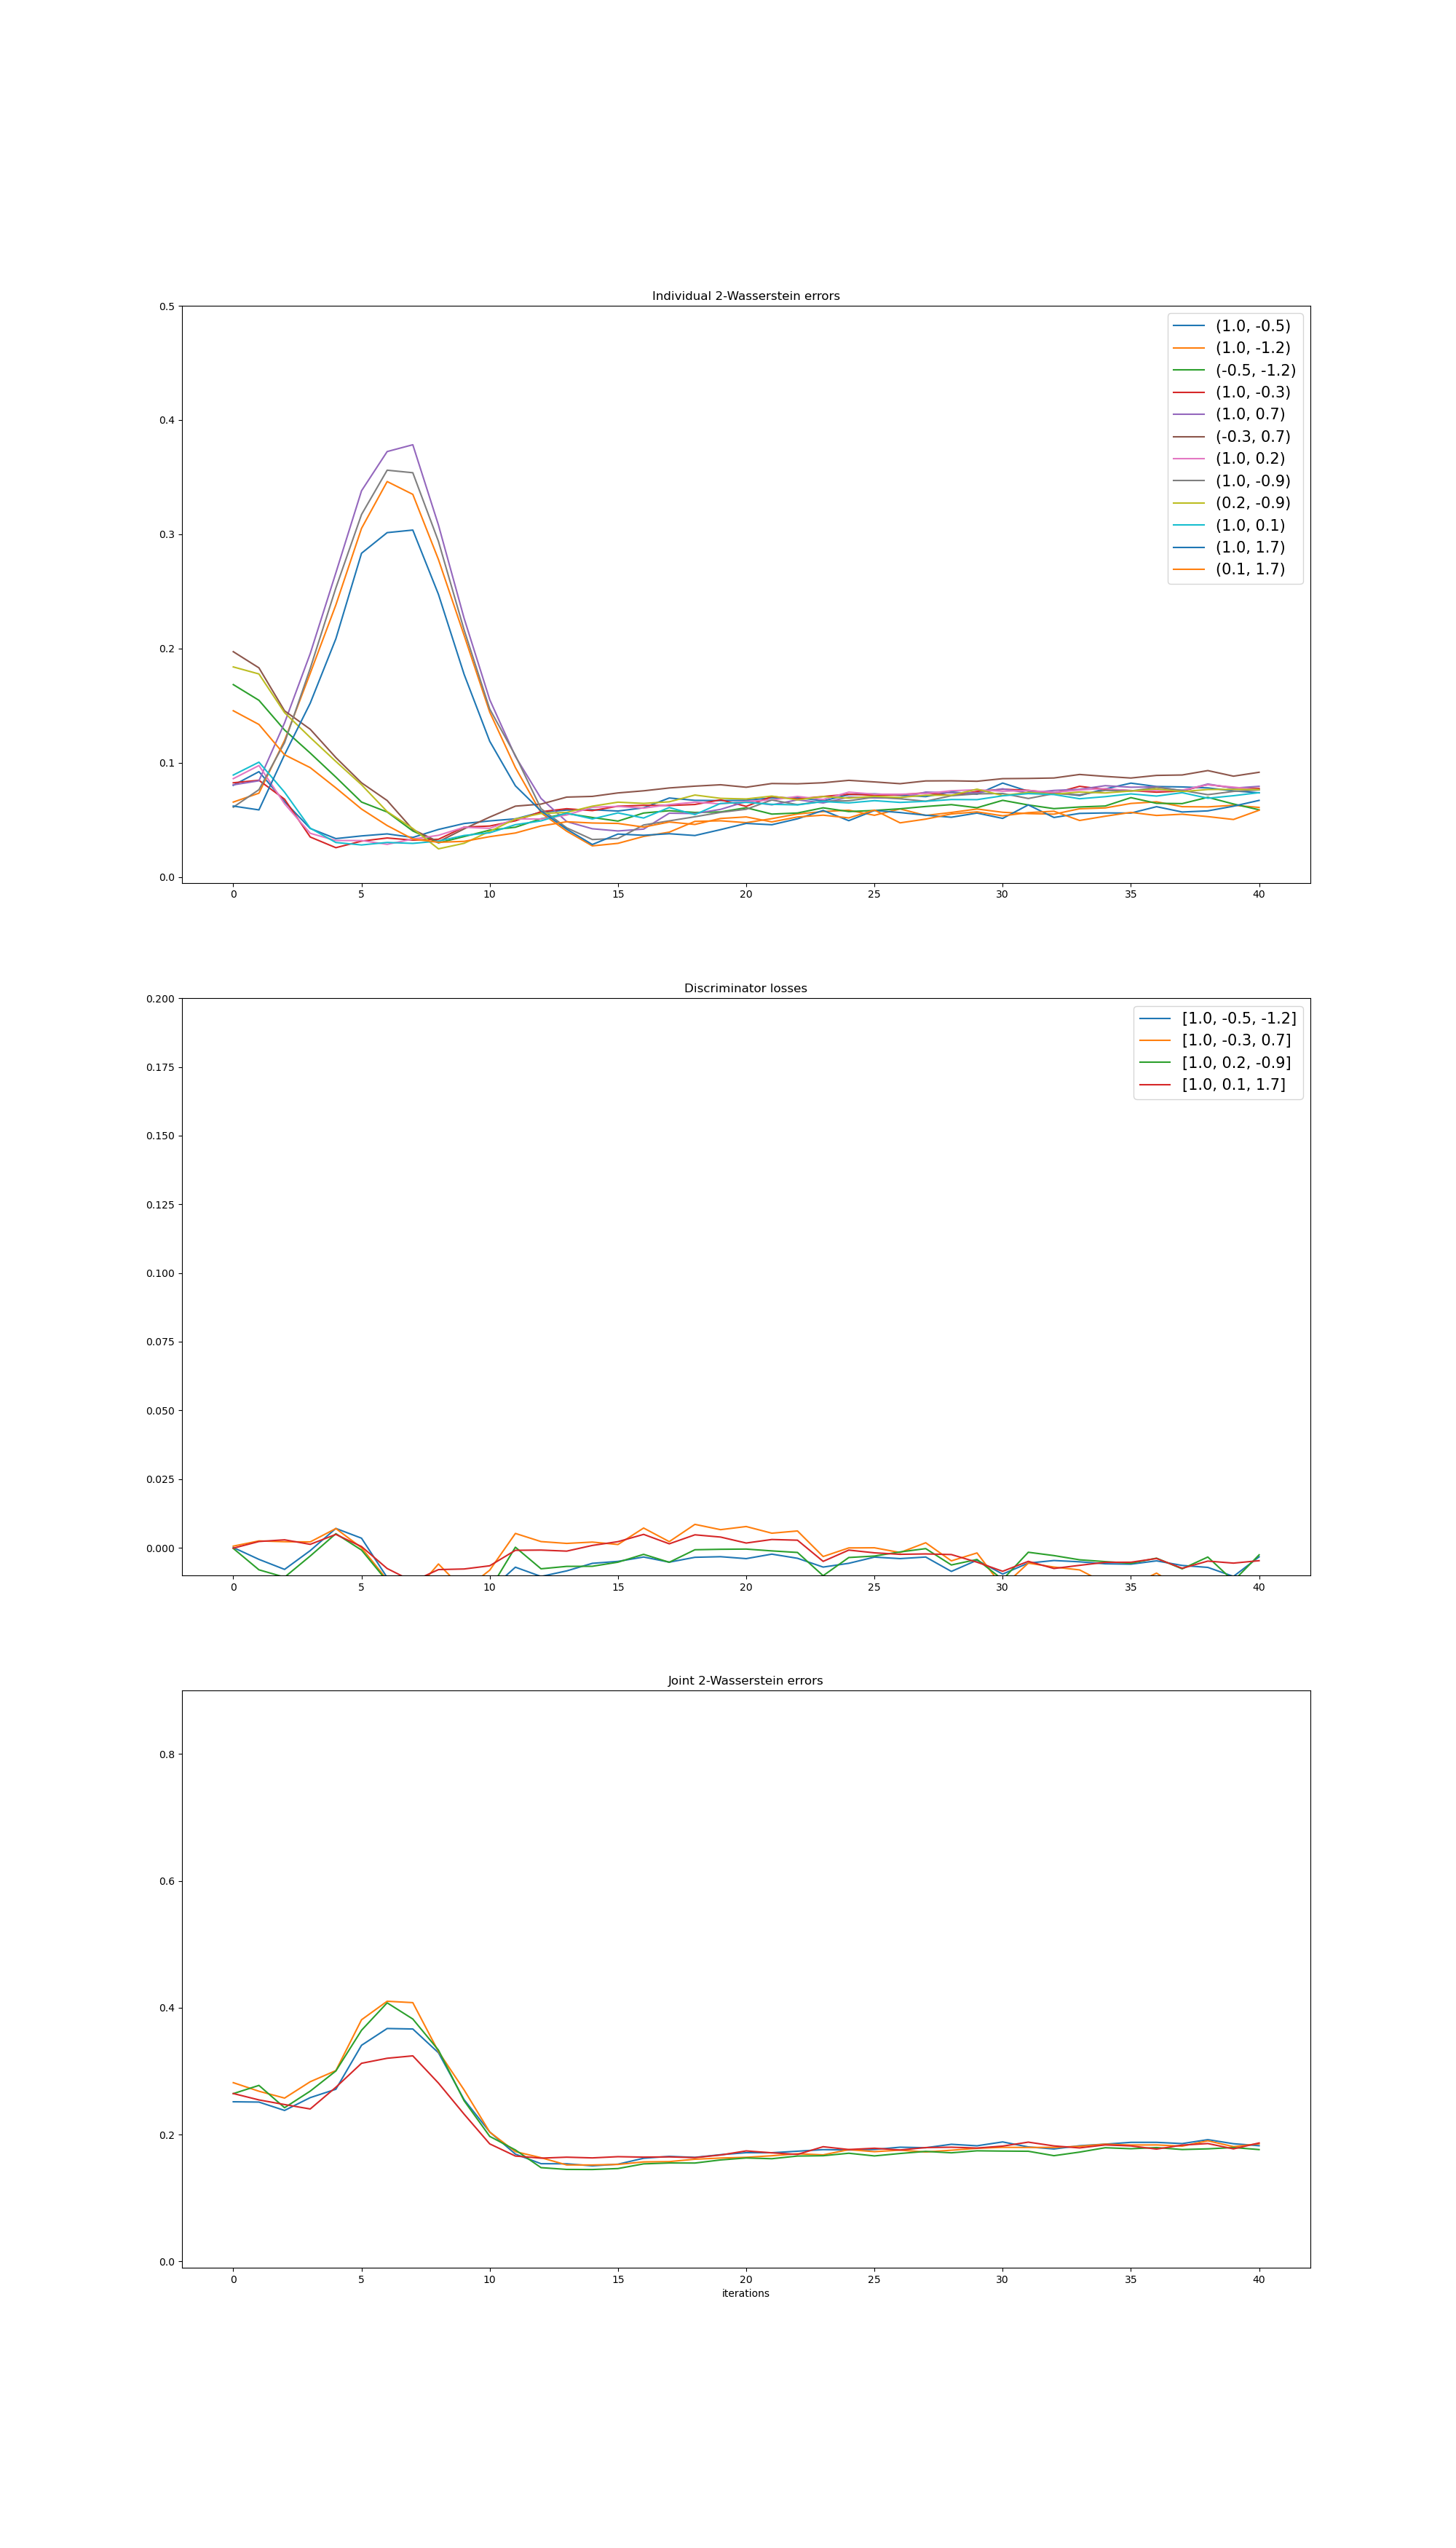 Individual 2-Wasserstein errors
0.5
0.4
0.3
0.2
0.1
0.0
(1.0, -0.5)
(1.0, -1.2)
(-0.5, -1.2)
(1.0, -0.3)
(1.0, 0.7)
(-0.3, 0.7)
(1.0, 0.2)
(1.0, -0.9)
(0.2, -0.9)
(1.0, 0.1)
(1.0, 1.7)
(0.1, 1.7)
0 5 10 15 20 25 30 35 40
Discriminator losses
0.200
0.175
0.150
0.125
0.100
0.075
0.050
0.025
0.000
[1.0, -0.5, -1.2]
[1.0, -0.3, 0.7]
[1.0, 0.2, -0.9]
[1.0, 0.1, 1.7]
0 5 10 15 20 25 30 35 40
Joint 2-Wasserstein errors
0.8
0.6
0.4
0.2
0.0
0 5 10 15 20 25 30 35 40
iterations